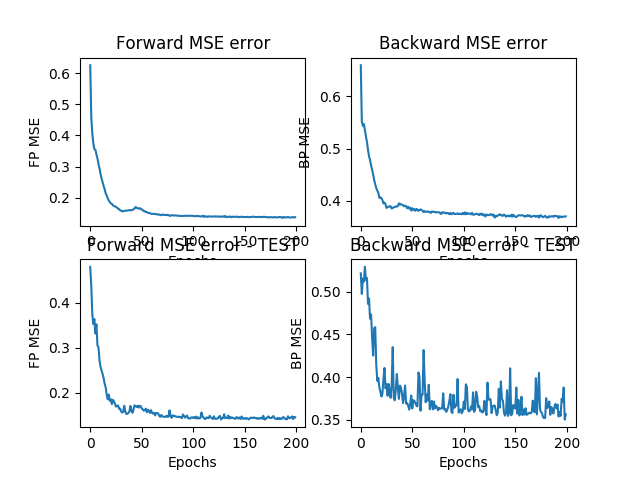 Forward MSE error
Backward MSE error
0.6
0.5
0.4
0.3
0.2
FP MSE
0 50 100 150 200
Epochs
0.6
0.4
BP MSE
0 50 100 150 200
Epochs
Forward MSE error - TEST
Backward MSE error - TEST
0.4
0.3
0.2
FP MSE
0 50 100 150 200
Epochs
0.50
0.45
0.40
0.35
BP MSE
0 50 100 150 200
Epochs